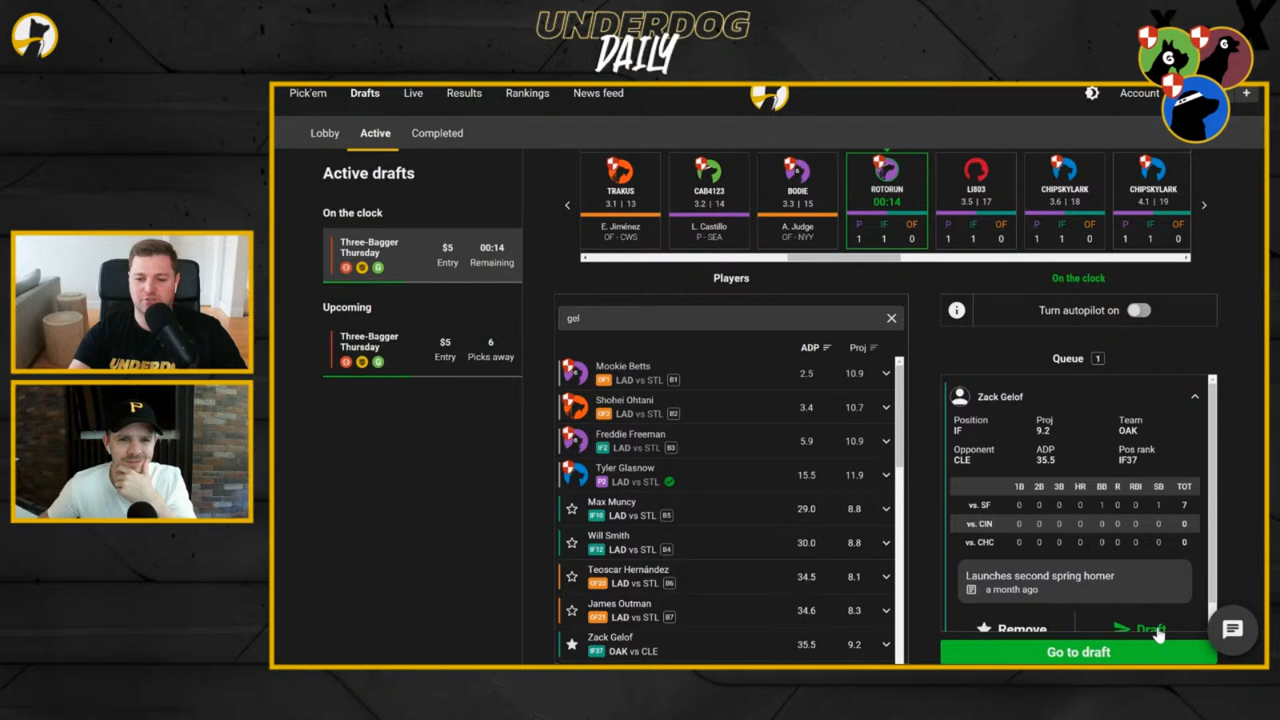 UNDERDOG
DAILY
G
G
Pick'em Drafts Live Results Rankings News feed Account +
Lobby Active Completed
Active drafts
On the clock
Three-Bagger $5 00:14
Thursday Entry Remaining
G
Upcoming
Three-Bagger $5 6
Thursday Entry Picks away
G
TRAKUS CAB4123 BODIE ROTORUN LI803 CHIPSKYLARK CHIPSKYLARK
3.1 | 13 3.2 | 14 3.3 | 15 00:14 3.5 | 17 3.6 | 18 4.1 | 19
E. Jiménez L. Castillo A. Judge P IF OF P IF OF P IF OF P IF OF
OF - CWS P - SEA OF - NYY 1 1 0 1 1 0 1 1 0 1 1 0
Players
gel
ADP Proj
Mookie Betts
OF1 LAD vs STL B1 2.5 10.9
Shohei Ohtani
OF2 LAD vs STL B2 3.4 10.7
Freddie Freeman
IF2 LAD vs STL B3 5.9 10.9
Tyler Glasnow
P2 LAD vs STL 15.5 11.9
Max Muncy
IF10 LAD vs STL B5 29.0 8.8
Will Smith
IF12 LAD vs STL B4 30.0 8.8
Teoscar Hernández
OF20 LAD vs STL B6 34.5 8.1
James Outman
OF21 LAD vs STL B7 34.6 8.3
Zack Gelof
IF37 OAK vs CLE 35.5 9.2
On the clock
Turn autopilot on
Queue 1
Zack Gelof
Position Proj Team
IF 9.2 OAK
Opponent ADP Pos rank
CLE 35.5 IF37
1B 2B 3B HR BB R RBI SB TOT
vs. SF 0 0 0 0 1 0 0 1 7
vs. CIN 0 0 0 0 0 0 0 0 0
vs. CHC 0 0 0 0 0 0 0 0 0
Launches second spring homer
a month ago
Remove Draft
Go to draft
P